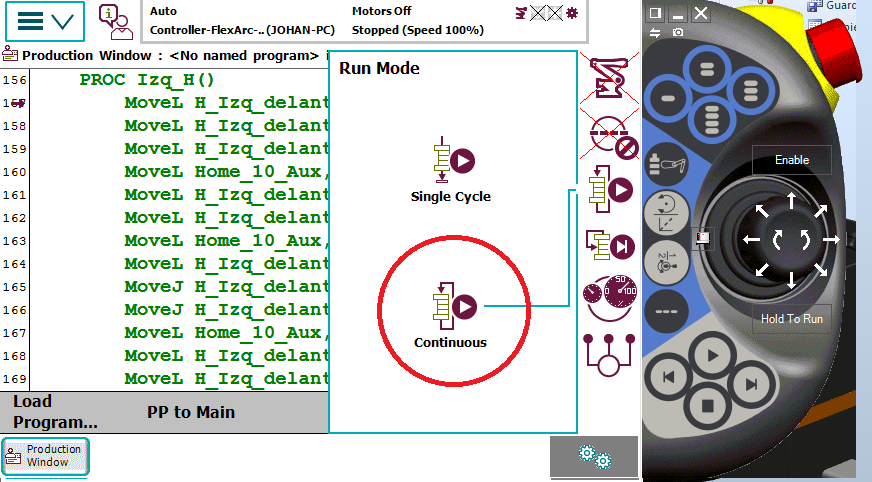 Auto
Motors Off
Controller-FlexArc-.. (JOHAN-PC)
Stopped (Speed 100%)
Production Window : <No named program> i
Run Mode
156 PROC Izq_H()
157 MoveL H_Izq_delant
158 MoveL H_Izq_delant
159 MoveL H_Izq_delant
160 MoveL Home_10_Aux,
161 MoveL H_Izq_delant
162 MoveL H_Izq_delant
163 MoveL Home_10_Aux,
164 MoveL H_Izq_delant
165 MoveJ H_Izq_delant
166 MoveJ H_Izq_delant
167 MoveL Home_10_Aux,
168 MoveL H_Izq_delant
169 MoveL H_Izq_delant
Single Cycle
Continuous
50
0
100
Load
Program...
PP to Main
Production
Window
Enable
Hold To Run
Guard